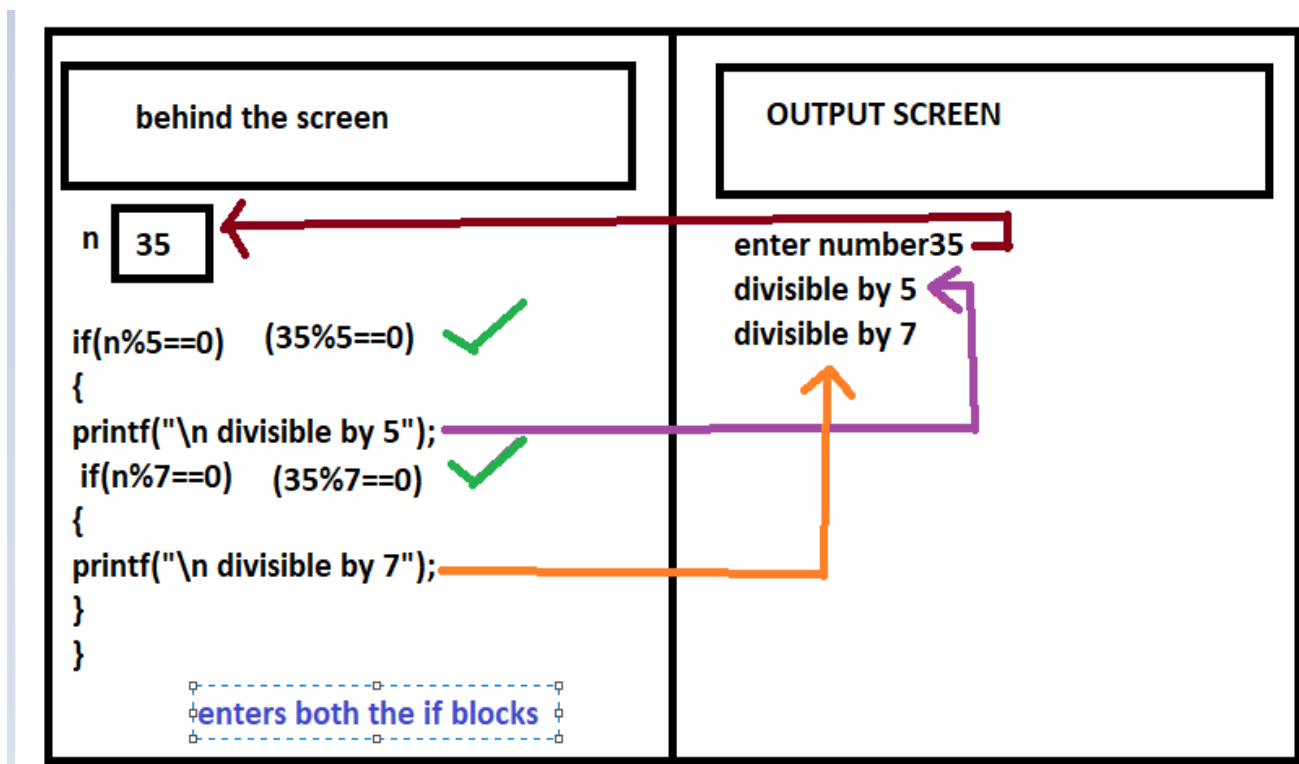 behind the screen
n 35
if(n%5==0) (35%5==0)
{
printf("\n divisible by 5");
if(n%7==0) (35%7==0)
{
printf("\n divisible by 7");
}
}
enters both the if blocks
OUTPUT SCREEN
enter number35
divisible by 5
divisible by 7